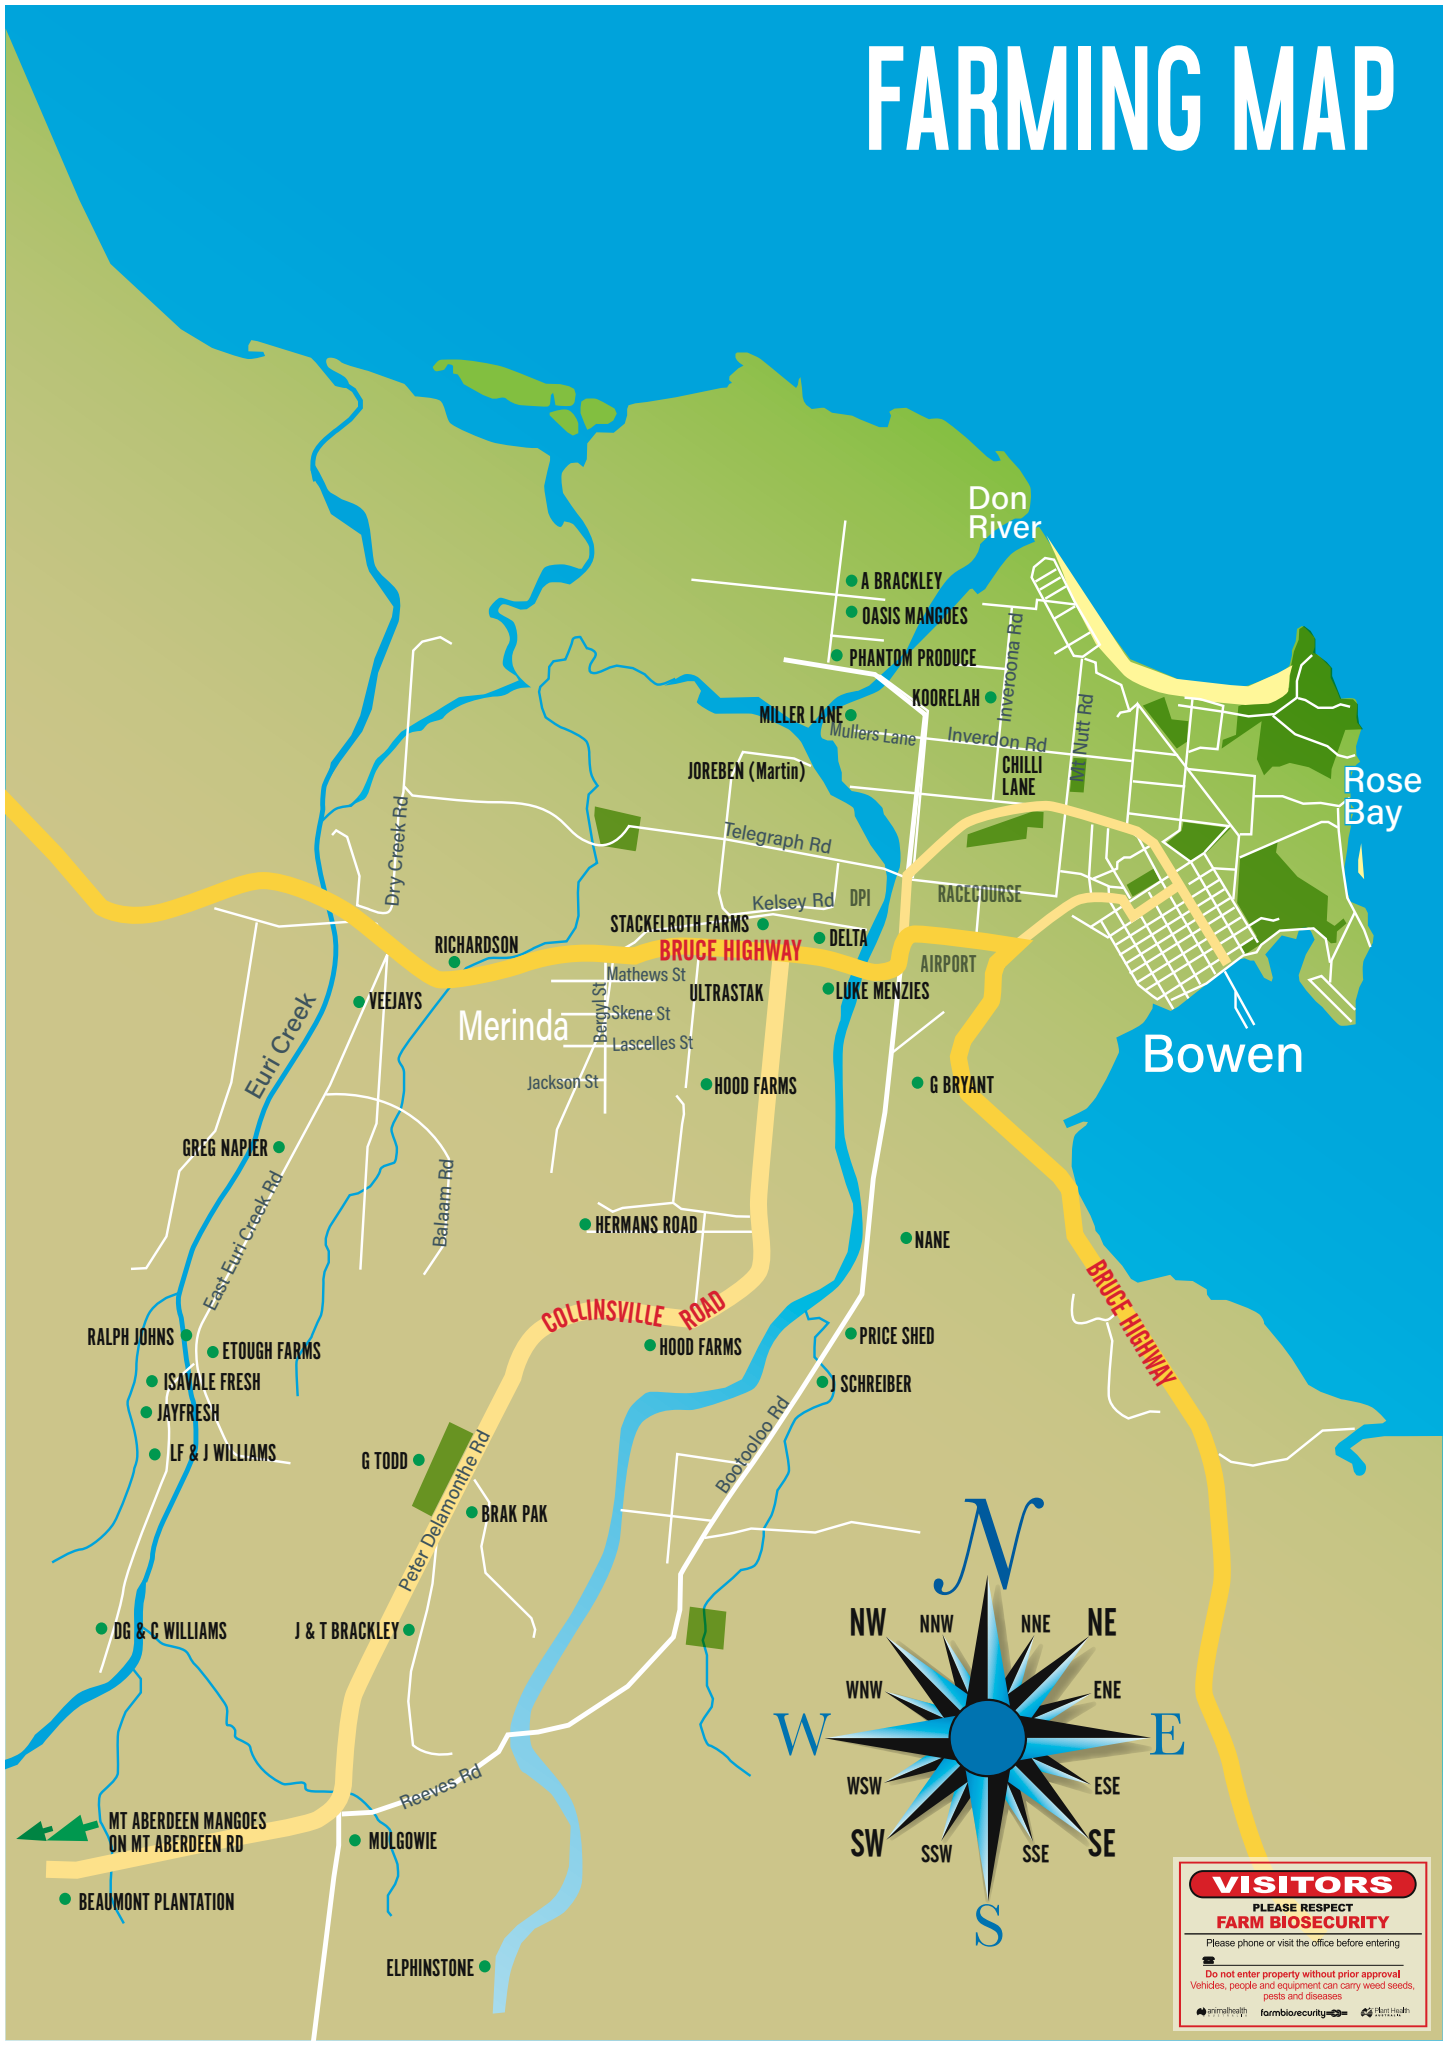 FARMING MAP
Don
River
A BRACKLEY
OASIS MANGOES
Inveroona Rd
PHANTOM PRODUCE
KOORELAH
MILLER LANE
Mullers Lane
Inverdon Rd
Mt Nutt Rd
JOREBEN (Martin)
CHILLI
LANE
Rose
Bay
Dry Creek Rd
Telegraph Rd
Kelsey Rd
DPI
RACECOURSE
STACKELROTH FARMS
DELTA
RICHARDSON
BRUCE HIGHWAY
AIRPORT
Mathews St
VEEJAYS
ULTRASTAK
LUKE MENZIES
Bergyl St
Skene St
Merinda
Lascelles St
Euri Creek
Bowen
Jackson St
HOOD FARMS
G BRYANT
GREG NAPIER
East Euri Creek Rd
Balaam Rd
HERMANS ROAD
NANE
COLLINSVILLE ROAD
BRUCE HIGHWAY
RALPH JOHNS
ETOUGH FARMS
HOOD FARMS
PRICE SHED
ISAVALE FRESH
J SCHREIBER
JAYFRESH
LF & J WILLIAMS
G TODD
Bootooloo Rd
Peter Delamonthe Rd
BRAK PAK
DG & C WILLIAMS
J & T BRACKLEY
N
NW
NNW
NNE
NE
WNW
ENE
W
E
WSW
ESE
SW
SSW
SSE
SE
S
Reeves Rd
MT ABERDEEN MANGOES
ON MT ABERDEEN RD
MULGOWIE
BEAUMONT PLANTATION
ELPHINSTONE
VISITORS
PLEASE RESPECT
FARM BIOSECURITY
Please phone or visit the office before entering
Do not enter property without prior approval
Vehicles, people and equipment can carry weed seeds,
pests and diseases
animalhealth
AUSTRALIA
farmbiosecurity
Plant Health
AUSTRALIA